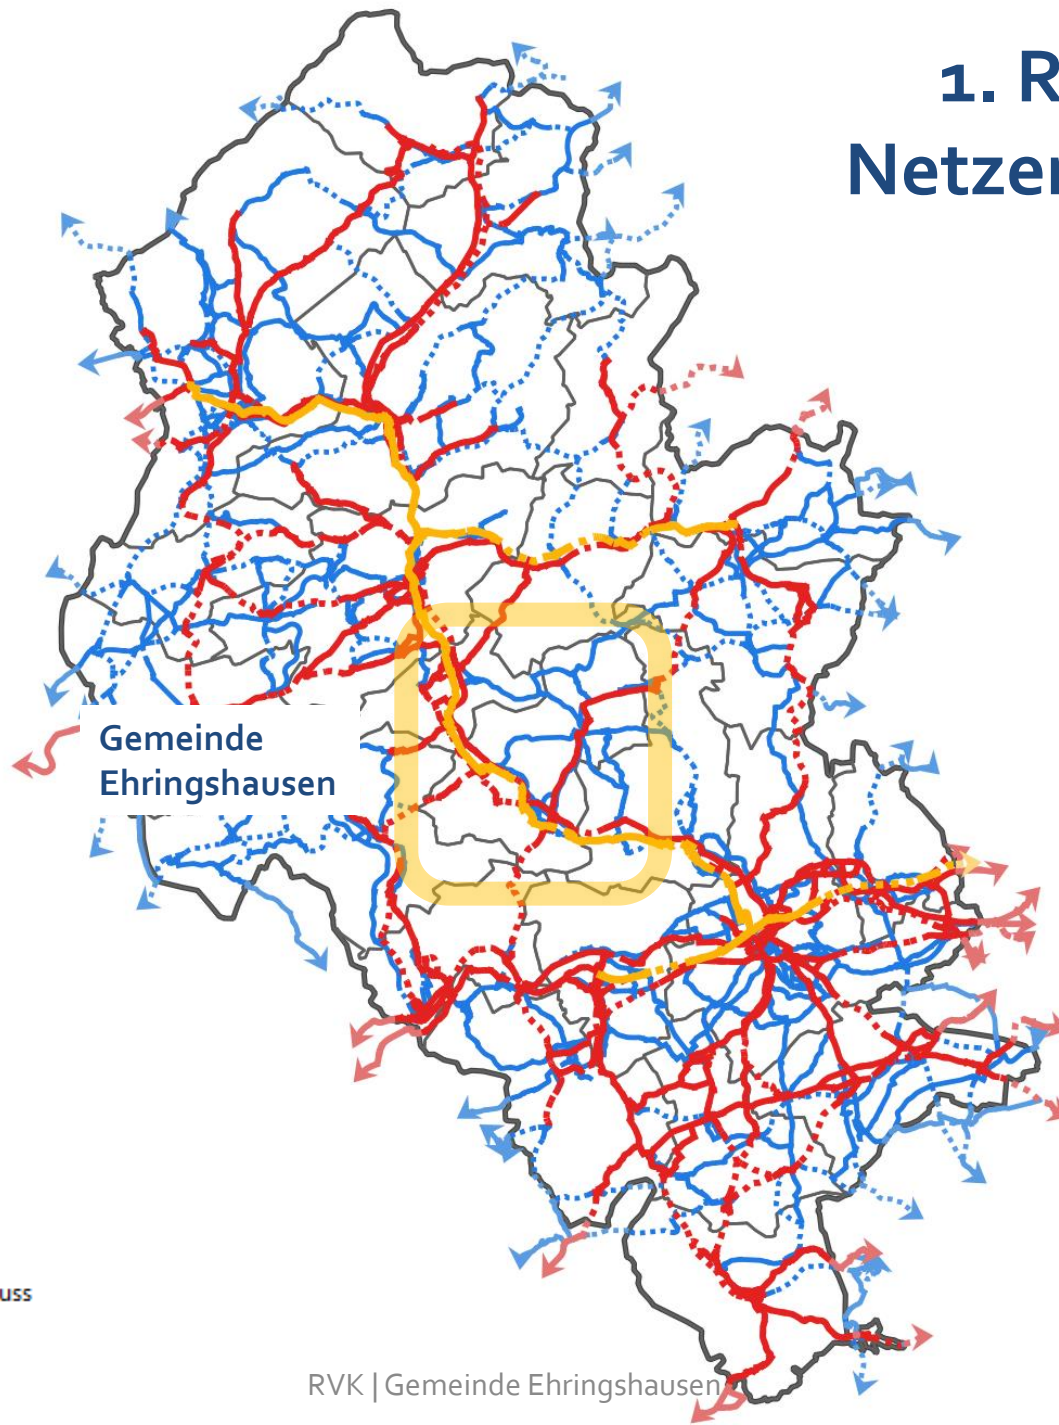 1. R
Netzer
Gemeinde
Ehringshausen
uss
RVK | Gemeinde Ehringshausen